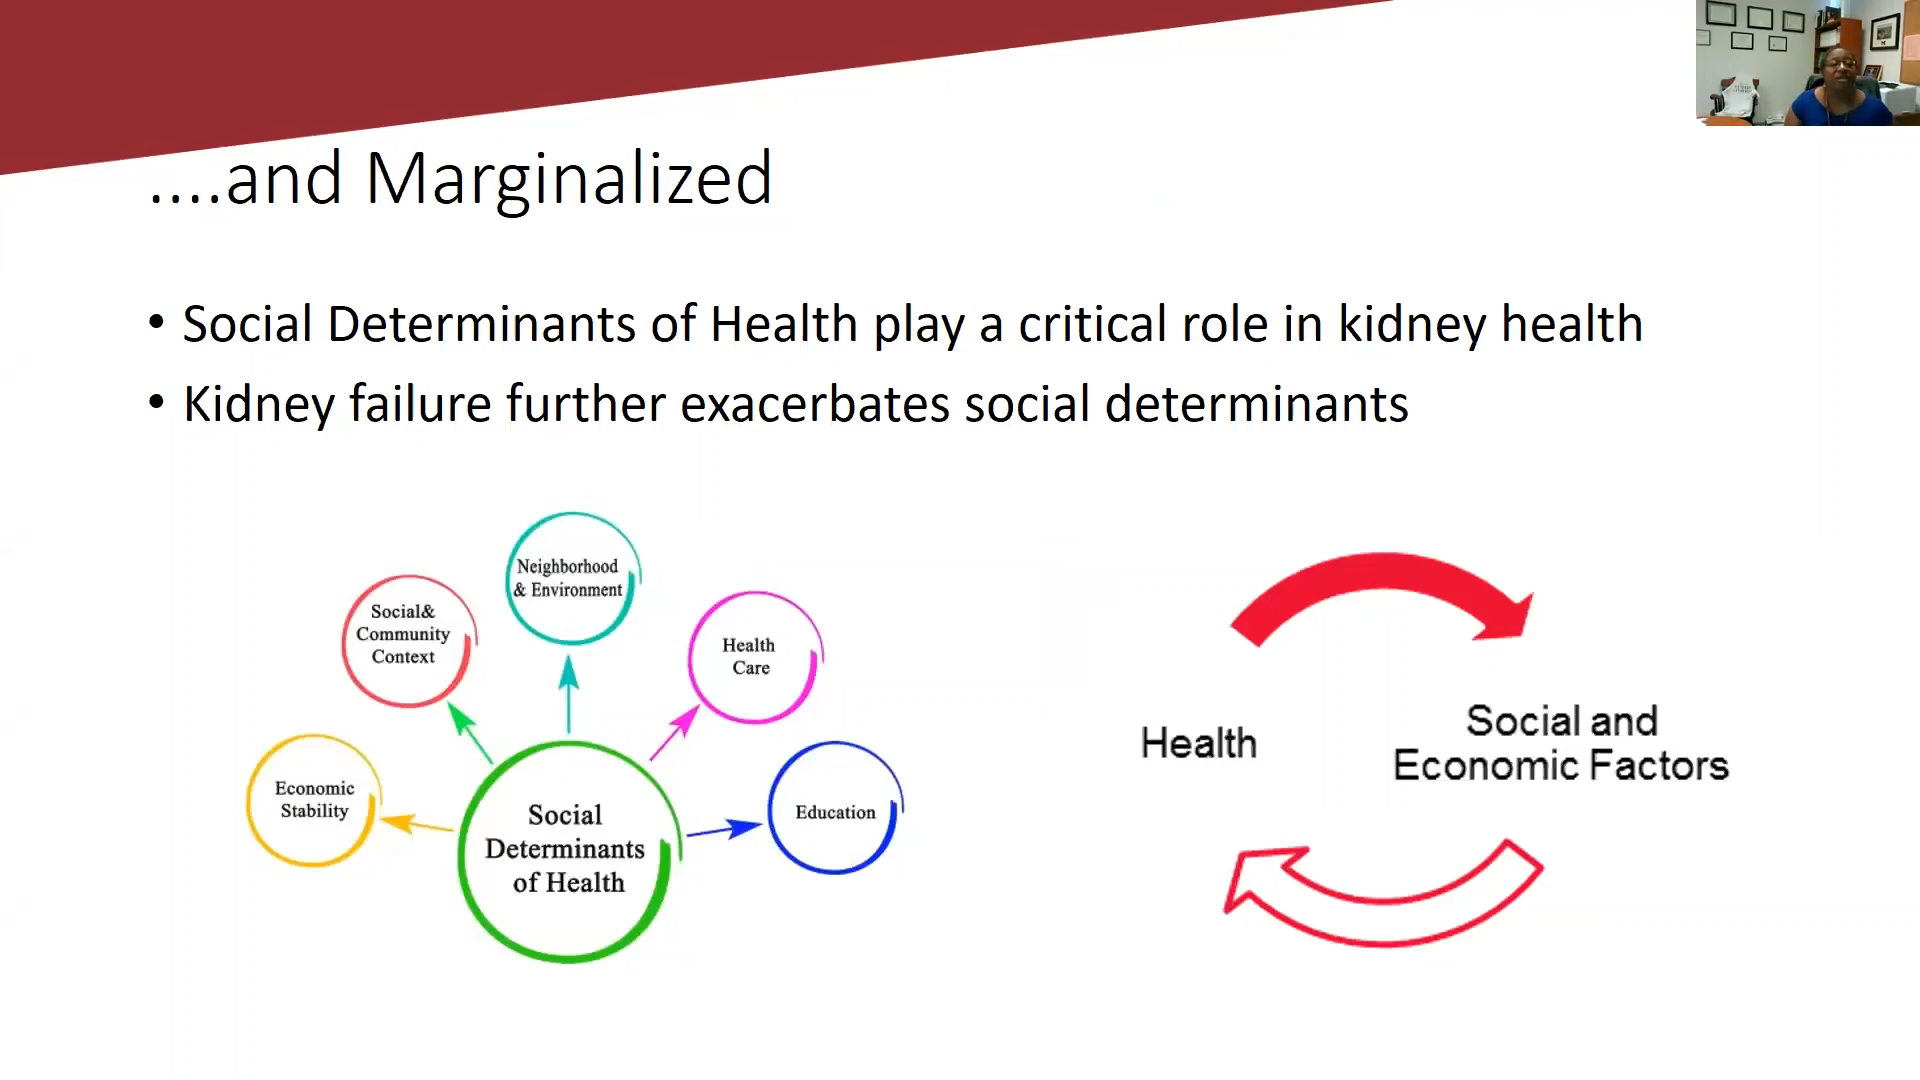 ....and Marginalized
• Social Determinants of Health play a critical role in kidney health
• Kidney failure further exacerbates social determinants
Neighborhood
& Environment
Social&
Community
Context
Health
Care
Economic
Stability
Education
Social
Determinants
of Health
Health
Social and
Economic Factors